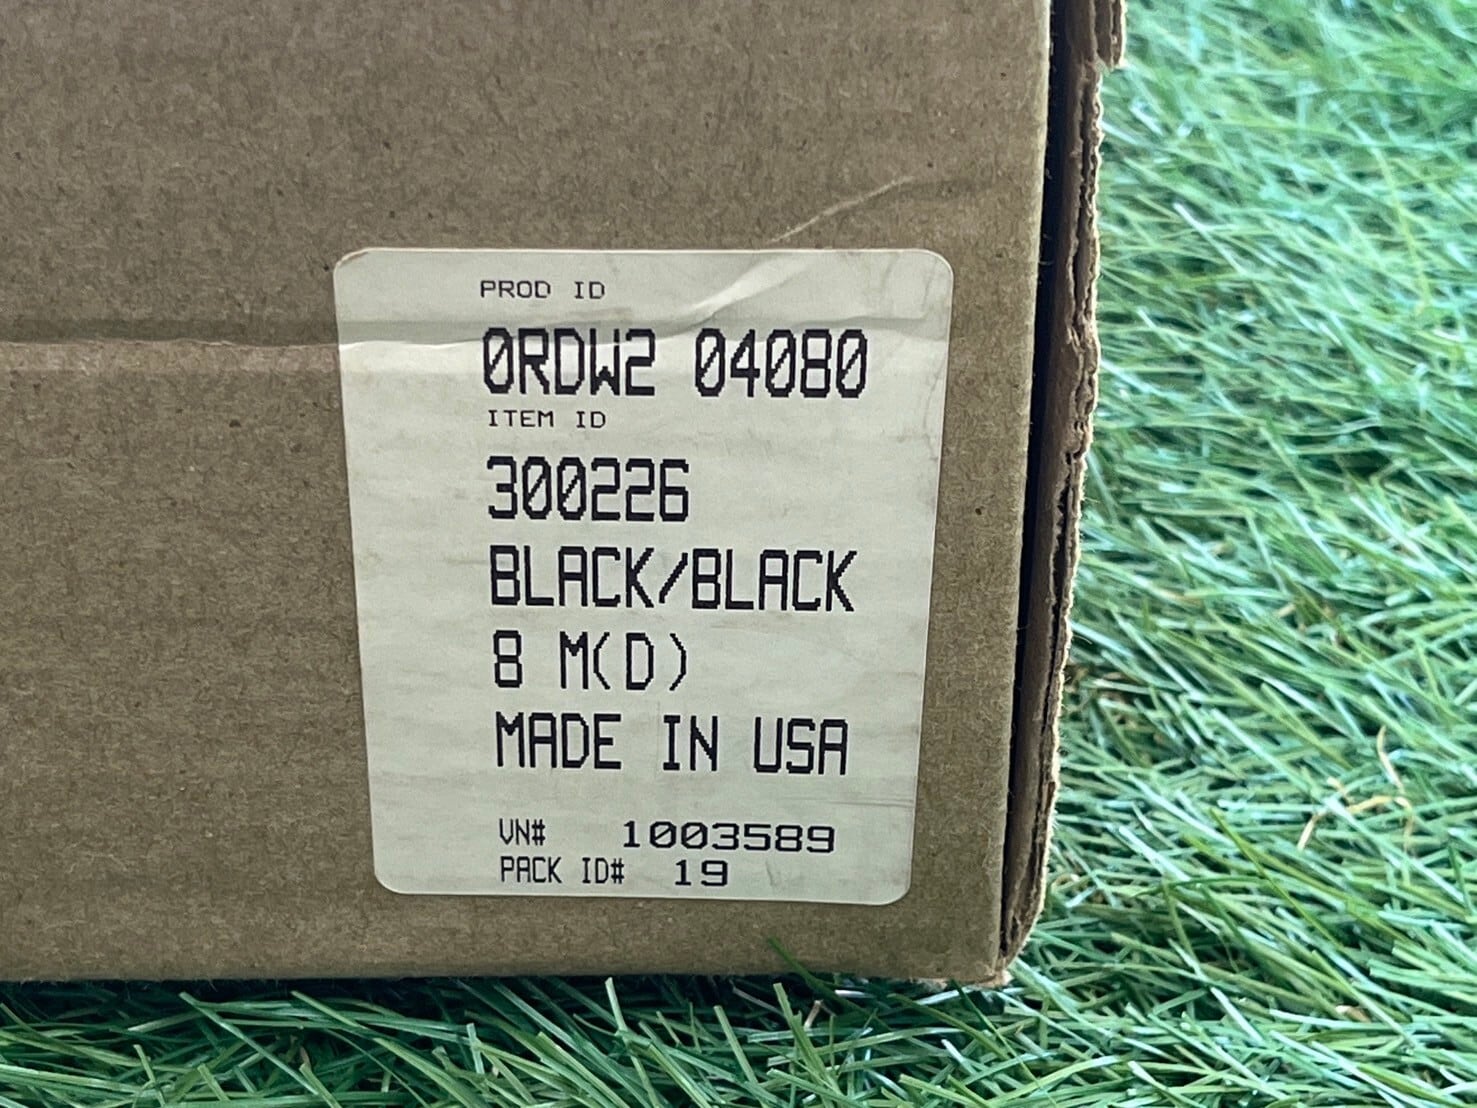 PROD ID
0RDW2 04080
ITEM ID
300226
BLACK/BLACK
8 M(D)
MADE IN USA
VN# 1003589
PACK ID# 19